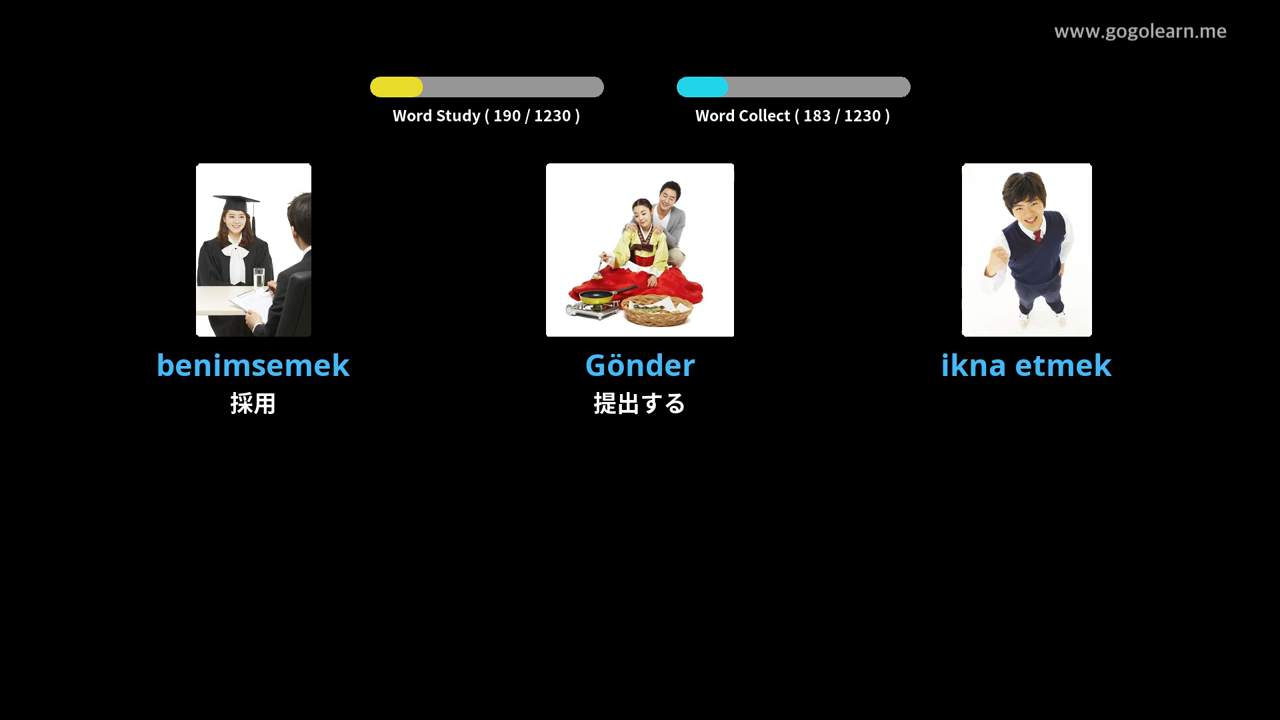 www.gogolearn.me
Word Study ( 190 / 1230 )
Word Collect ( 183 / 1230 )
benimsemek
採用
Gönder
提出する
ikna etmek